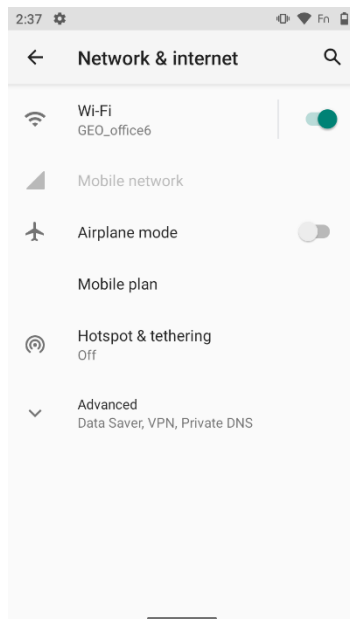 2:37 Fn
Network & internet
Wi-Fi
GEO_office6
Mobile network
Airplane mode
Mobile plan
Hotspot & tethering
Off
Advanced
Data Saver, VPN, Private DNS